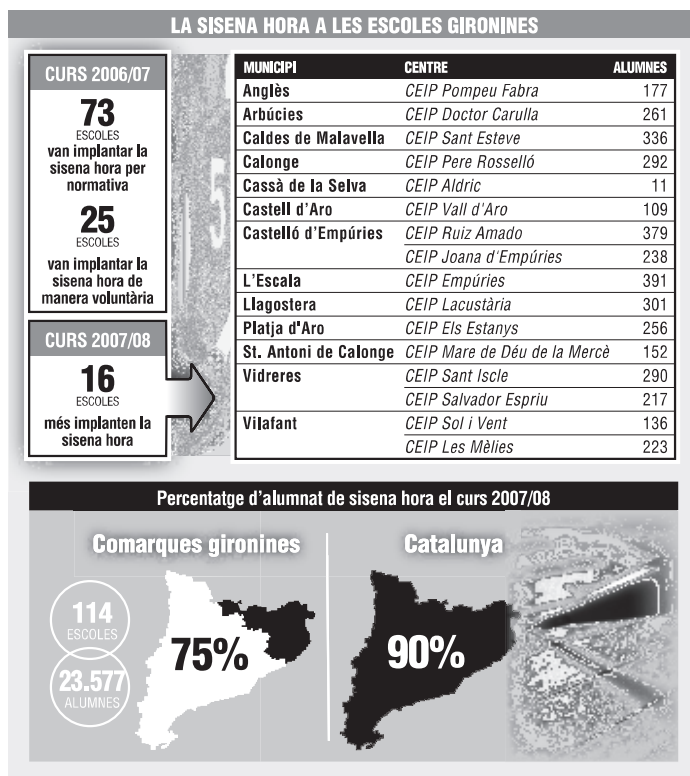 LA SISENA HORA A LES ESCOLES GIRONINES
CURS 2006/07
73
ESCOLES
van implantar la
sisena hora per
normativa
25
ESCOLES
van implantar la
sisena hora de
manera voluntària
CURS 2007/08
16
ESCOLES
més implanten la
sisena hora
MUNICIPI CENTRE ALUMNES
Anglès CEIP Pompeu Fabra 177
Arbúcies CEIP Doctor Carulla 261
Caldes de Malavella CEIP Sant Esteve 336
Calonge CEIP Pere Rosselló 292
Cassà de la Selva CEIP Aldric 11
Castell d'Aro CEIP Vall d'Aro 109
Castelló d'Empúries CEIP Ruiz Amado 379
CEIP Joana d'Empúries 238
L'Escala CEIP Empúries 391
Llagostera CEIP Lacustària 301
Platja d'Aro CEIP Els Estanys 256
St. Antoni de Calonge CEIP Mare de Déu de la Mercè 152
Vidreres CEIP Sant Iscle 290
CEIP Salvador Espriu 217
Vilafant CEIP Sol i Vent 136
CEIP Les Mèlies 223
Percentatge d'alumnat de sisena hora el curs 2007/08
Comarques gironines
114
ESCOLES
23.577
ALUMNES
75%
Catalunya
90%